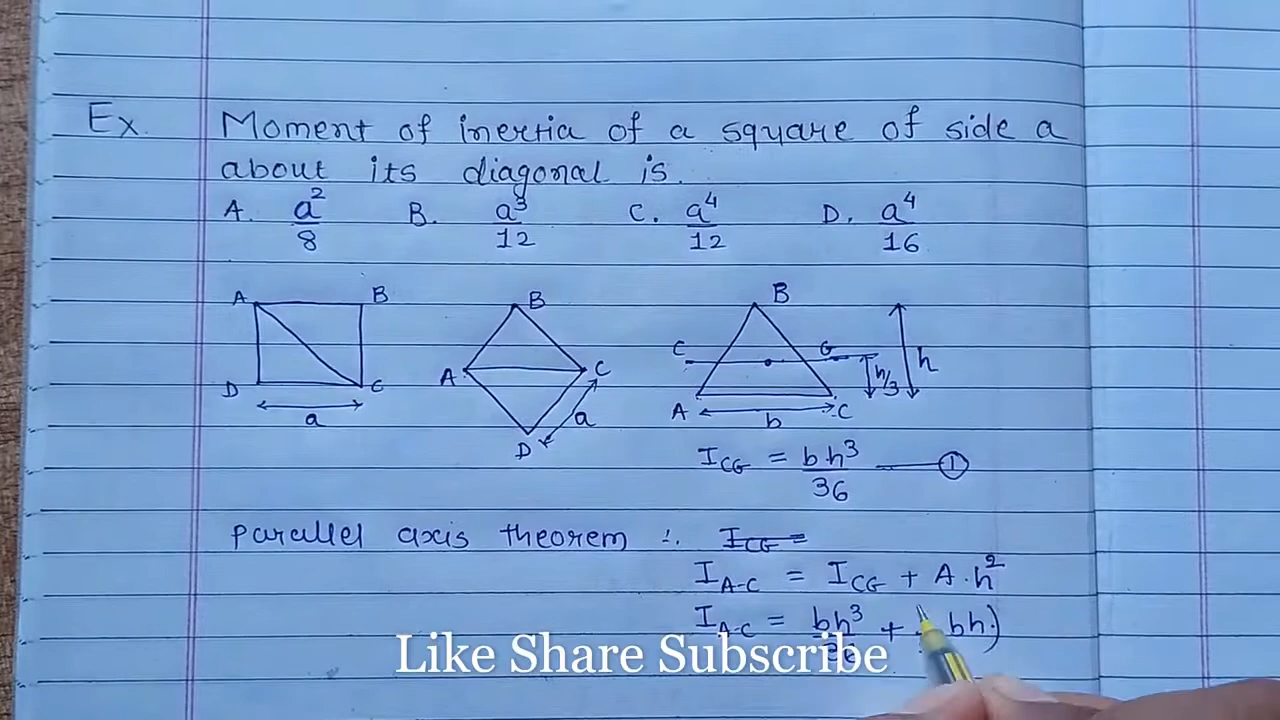 Ex. Moment of inertia of a square of side a
about its diagonal is.
A. a²/8 B. a³/12 C. a⁴/12 D. a⁴/16
A B
D C
a
B
A C
D
a
B
C G
h/3 h
A C
b
I_CG = bh³/36 —— ①
Parallel axis theorem ∴ I_CG =
I_A-C = I_CG + A.h²
I_A-C = bh³/36 + bh)
Like Share Subscribe